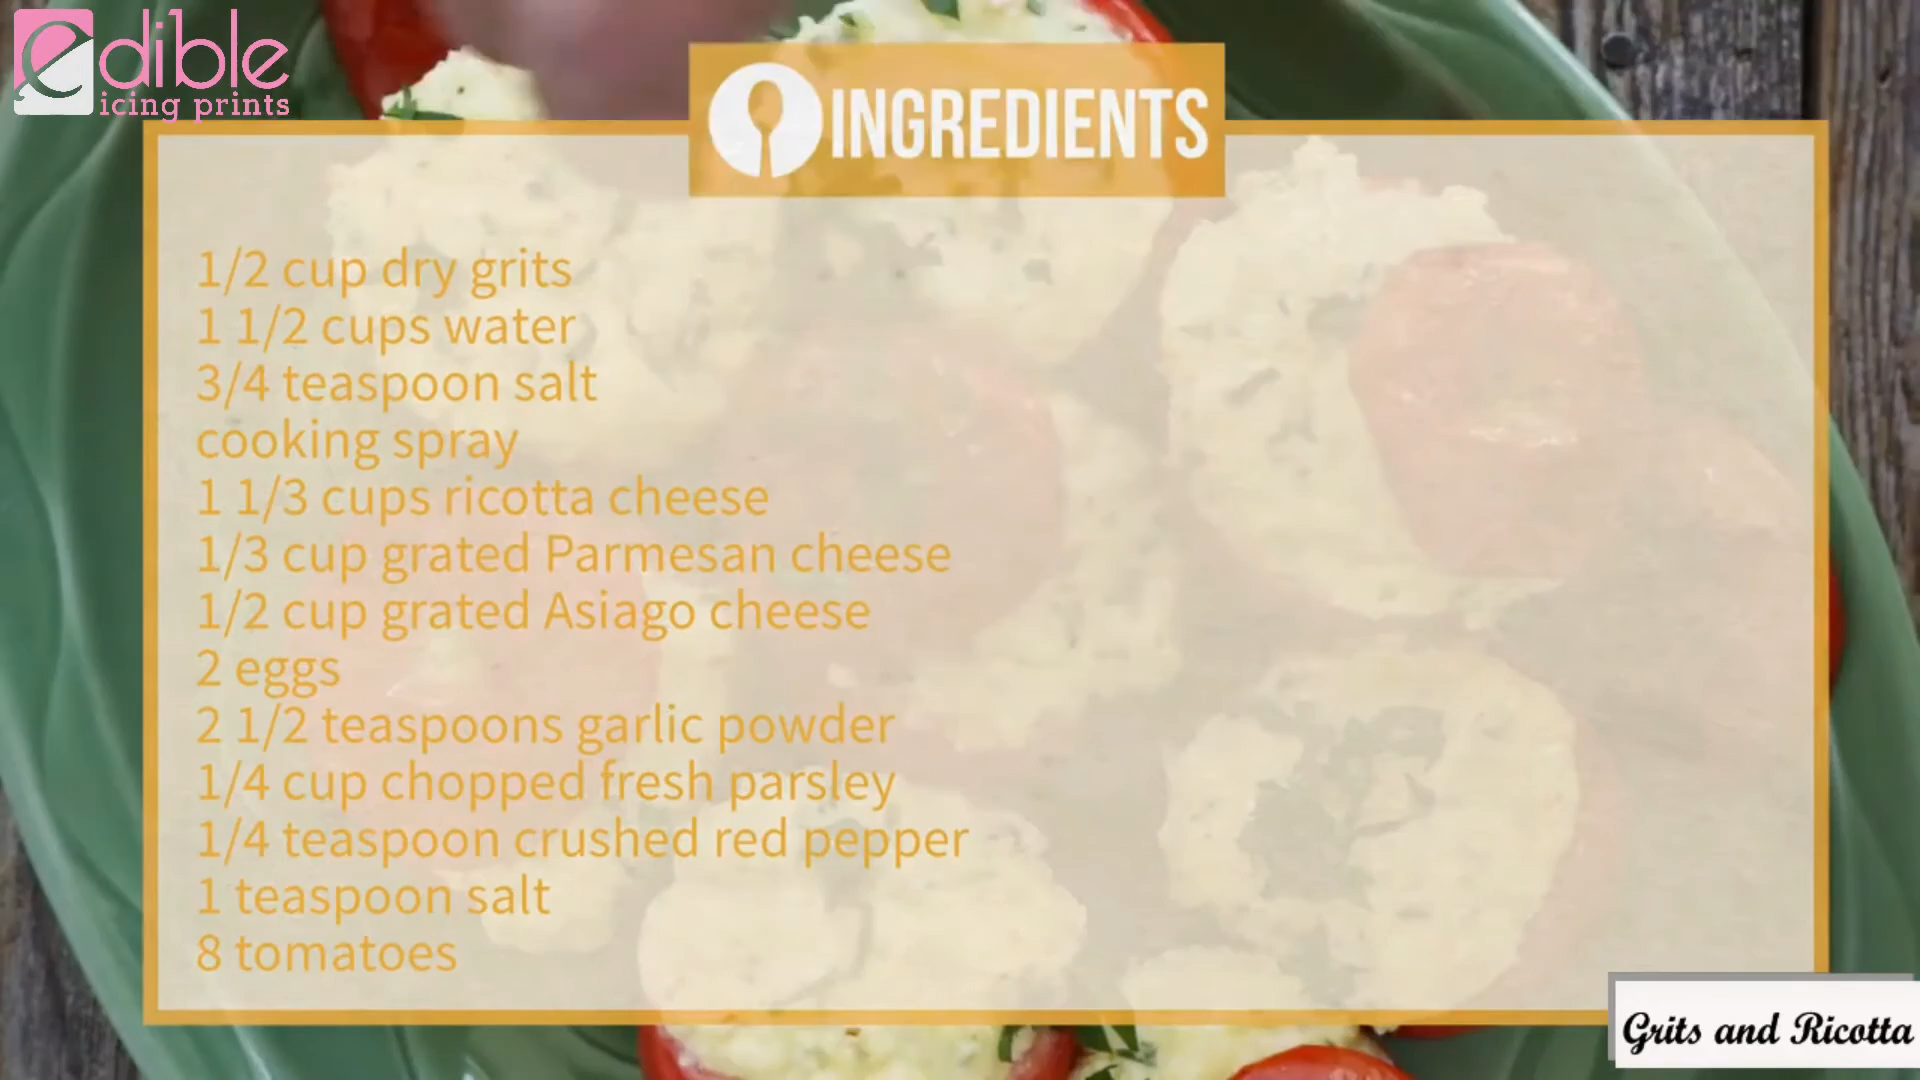 edible
icing prints
INGREDIENTS
1/2 cup dry grits
1 1/2 cups water
3/4 teaspoon salt
cooking spray
1 1/3 cups ricotta cheese
1/3 cup grated Parmesan cheese
1/2 cup grated Asiago cheese
2 eggs
2 1/2 teaspoons garlic powder
1/4 cup chopped fresh parsley
1/4 teaspoon crushed red pepper
1 teaspoon salt
8 tomatoes
Grits and Ricotta